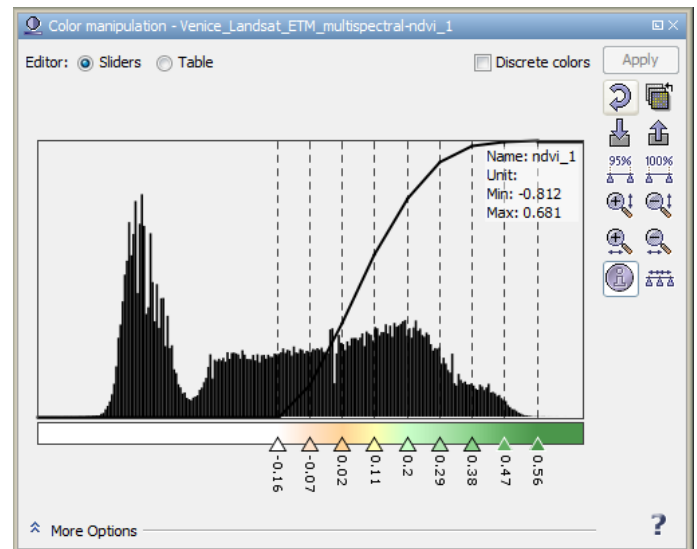 Color manipulation - Venice_Landsat_ETM_multispectral-ndvi_1
Editor: Sliders Table Discrete colors Apply
Name: ndvi_1
Unit:
Min: -0.812
Max: 0.681
95% 100%
-0.16 -0.07 0.02 0.11 0.2 0.29 0.38 0.47 0.56
More Options ?